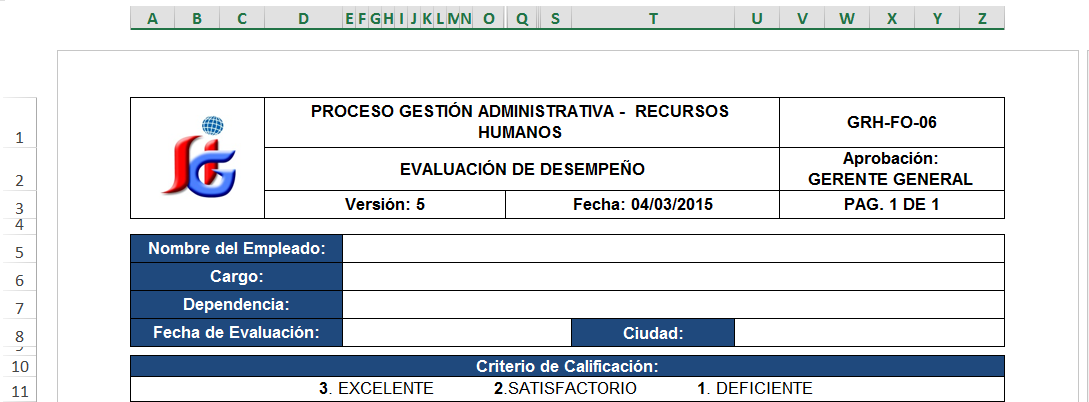 A B C D E F G H I J K L M N O Q S T U V W X Y Z
1
PROCESO GESTIÓN ADMINISTRATIVA - RECURSOS
HUMANOS
GRH-FO-06
2
EVALUACIÓN DE DESEMPEÑO
Aprobación:
GERENTE GENERAL
3
Versión: 5
Fecha: 04/03/2015
PAG. 1 DE 1
4
5
Nombre del Empleado:
6
Cargo:
7
Dependencia:
8
Fecha de Evaluación:
Ciudad:
10
Criterio de Calificación:
11
3. EXCELENTE 2.SATISFACTORIO 1. DEFICIENTE